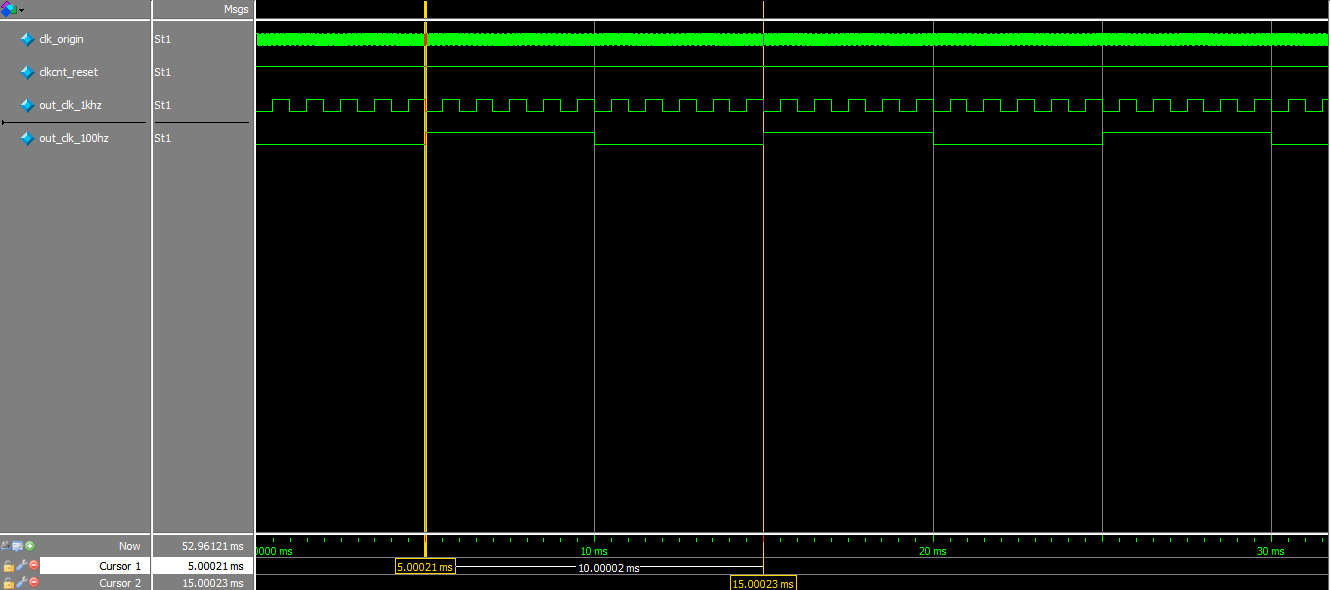 Msgs
clk_origin St1
clkcnt_reset St1
out_clk_1khz St1
out_clk_100hz St1
Now 52.96121 ms 0000 ms 10 ms 20 ms 30 ms
Cursor 1 5.00021 ms 5.00021 ms 10.00002 ms
Cursor 2 15.00023 ms 15.00023 ms